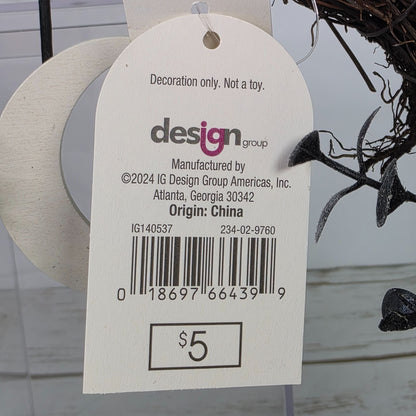 Decoration only. Not a toy.
design group
Manufactured by
©2024 IG Design Group Americas, Inc.
Atlanta, Georgia 30342
Origin: China
IG140537 234-02-9760
0 18697 66439 9
$5